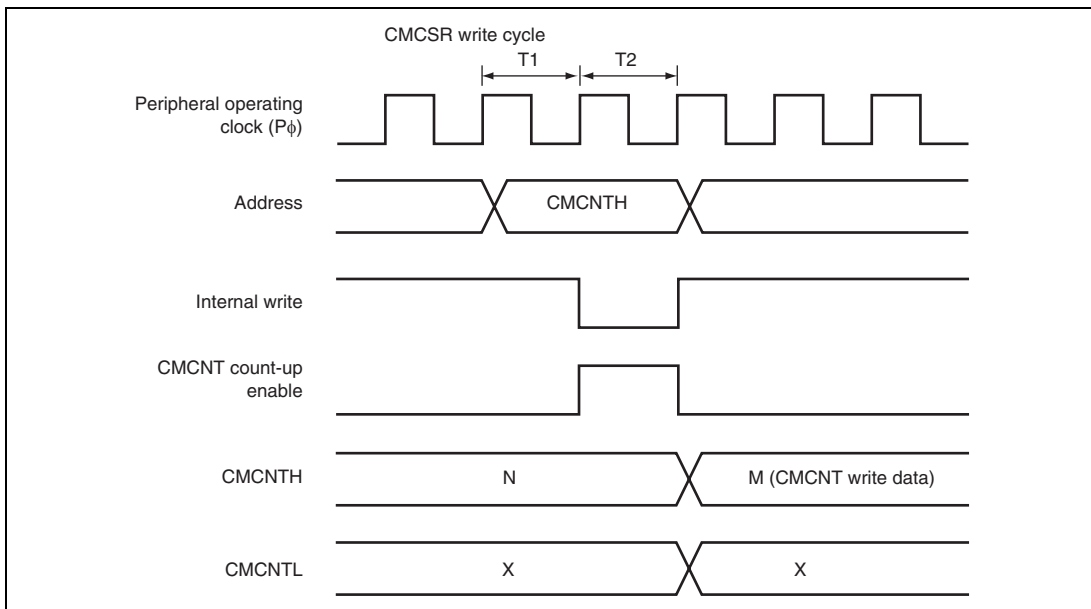 CMCSR write cycle
T1 T2
Peripheral operating
clock (Pϕ)
Address
CMCNTH
Internal write
CMCNT count-up
enable
CMCNTH
N
M (CMCNT write data)
CMCNTL
X
X